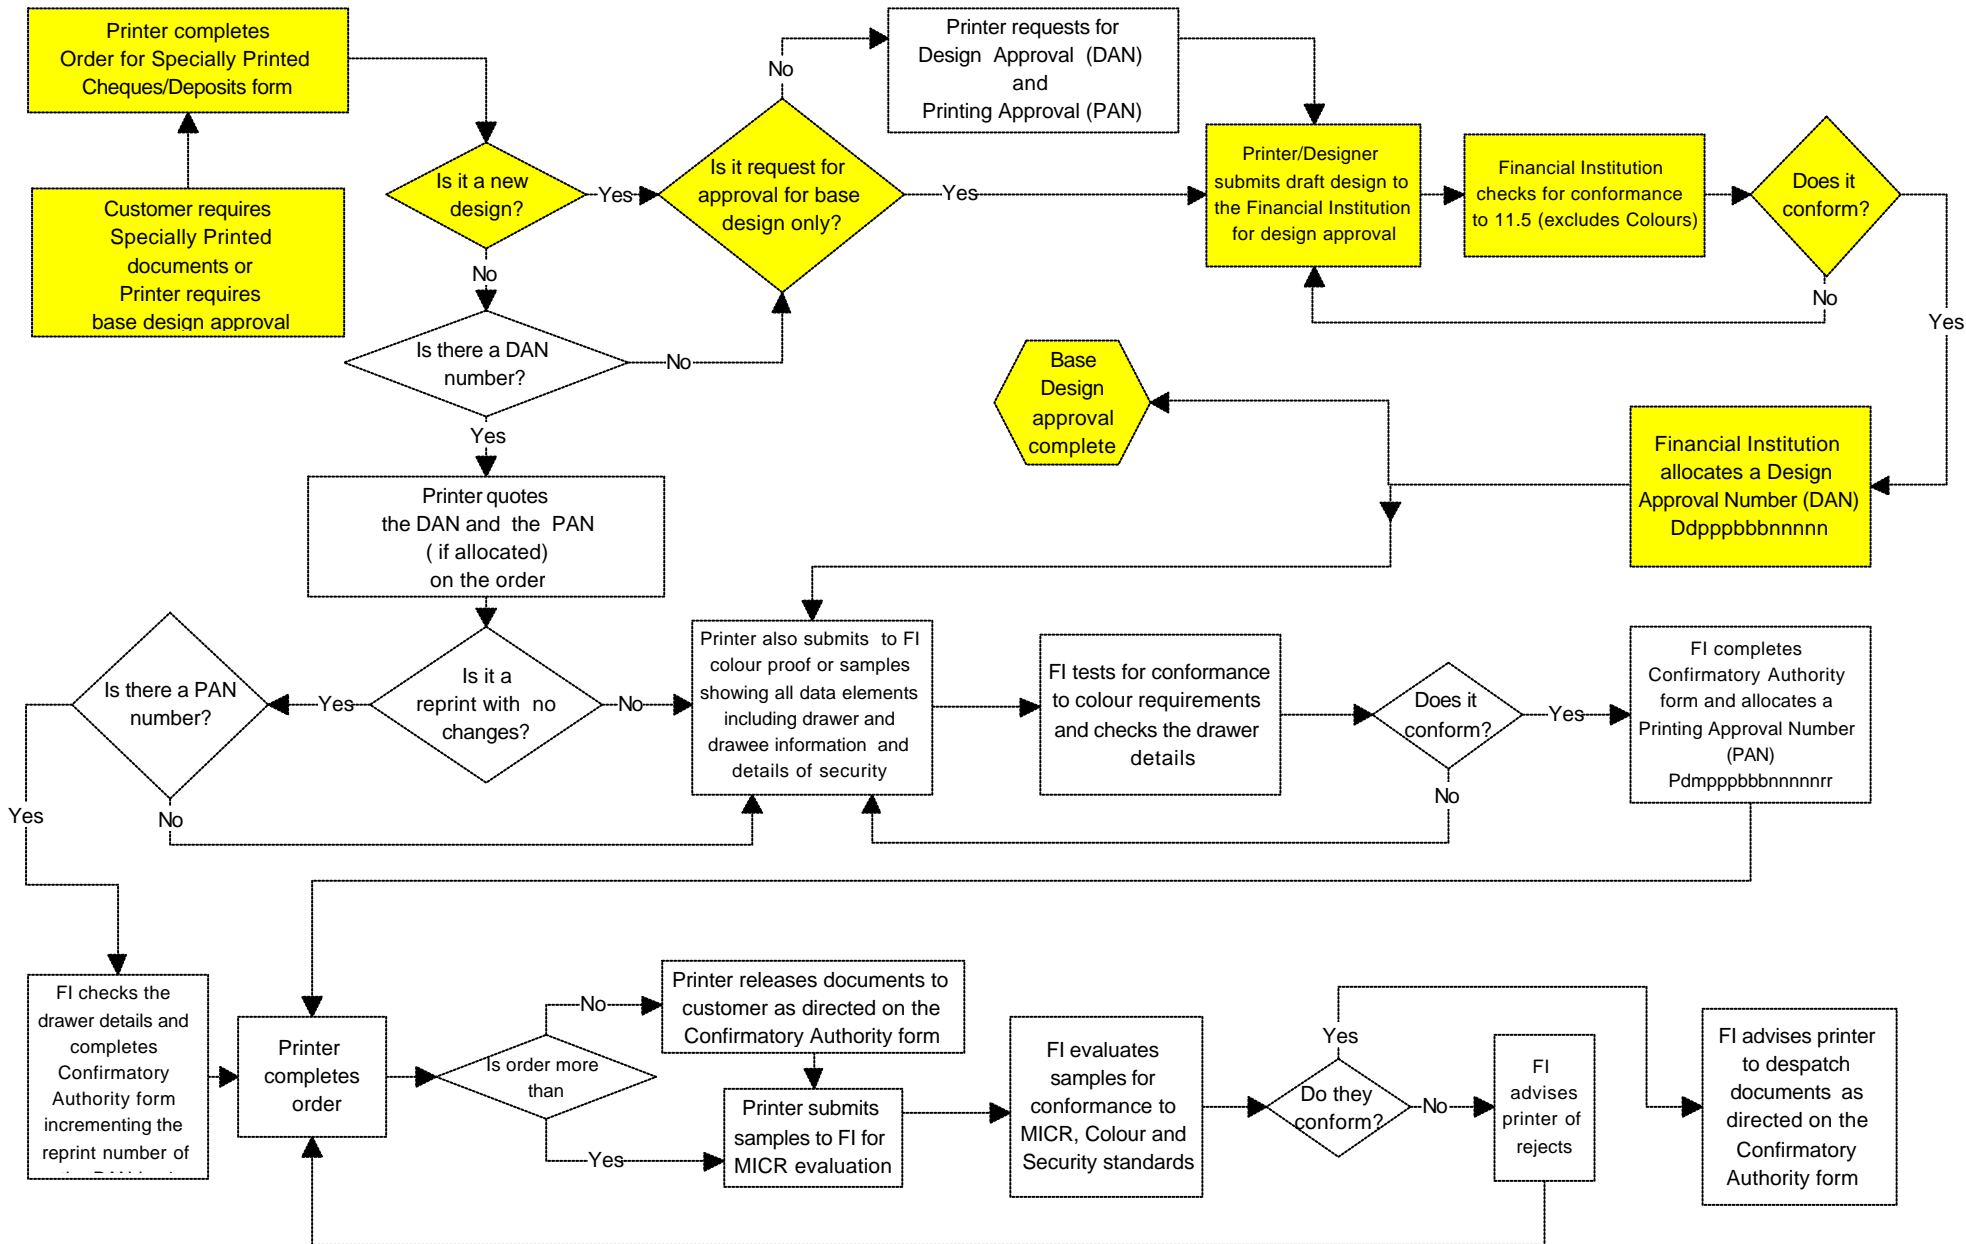 Printer completes
Order for Specially Printed
Cheques/Deposits form
Customer requires
Specially Printed
documents or
Printer requires
base design approval
Is it a new
design?
Yes
No
Is it request for
approval for base
design only?
No
Yes
Printer requests for
Design Approval (DAN)
and
Printing Approval (PAN)
Printer/Designer
submits draft design to
the Financial Institution
for design approval
Financial Institution
checks for conformance
to 11.5 (excludes Colours)
Does it
conform?
No
Yes
Is there a DAN
number?
No
Yes
Base
Design
approval
complete
Financial Institution
allocates a Design
Approval Number (DAN)
Ddpppbbbnnnnn
Printer quotes
the DAN and the PAN
( if allocated)
on the order
Is there a PAN
number?
Yes
No
Is it a
reprint with no
changes?
Yes
No
Printer also submits to FI
colour proof or samples
showing all data elements
including drawer and
drawee information and
details of security
FI tests for conformance
to colour requirements
and checks the drawer
details
Does it
conform?
Yes
No
FI completes
Confirmatory Authority
form and allocates a
Printing Approval Number
(PAN)
Pdmpppbbbnnnnnrr
FI checks the
drawer details and
completes
Confirmatory
Authority form
incrementing the
reprint number of
Printer
completes
order
Is order more
than
No
Yes
Printer releases documents to
customer as directed on the
Confirmatory Authority form
Printer submits
samples to FI for
MICR evaluation
FI evaluates
samples for
conformance to
MICR, Colour and
Security standards
Do they
conform?
Yes
No
FI
advises
printer of
rejects
FI advises printer
to despatch
documents as
directed on the
Confirmatory
Authority form